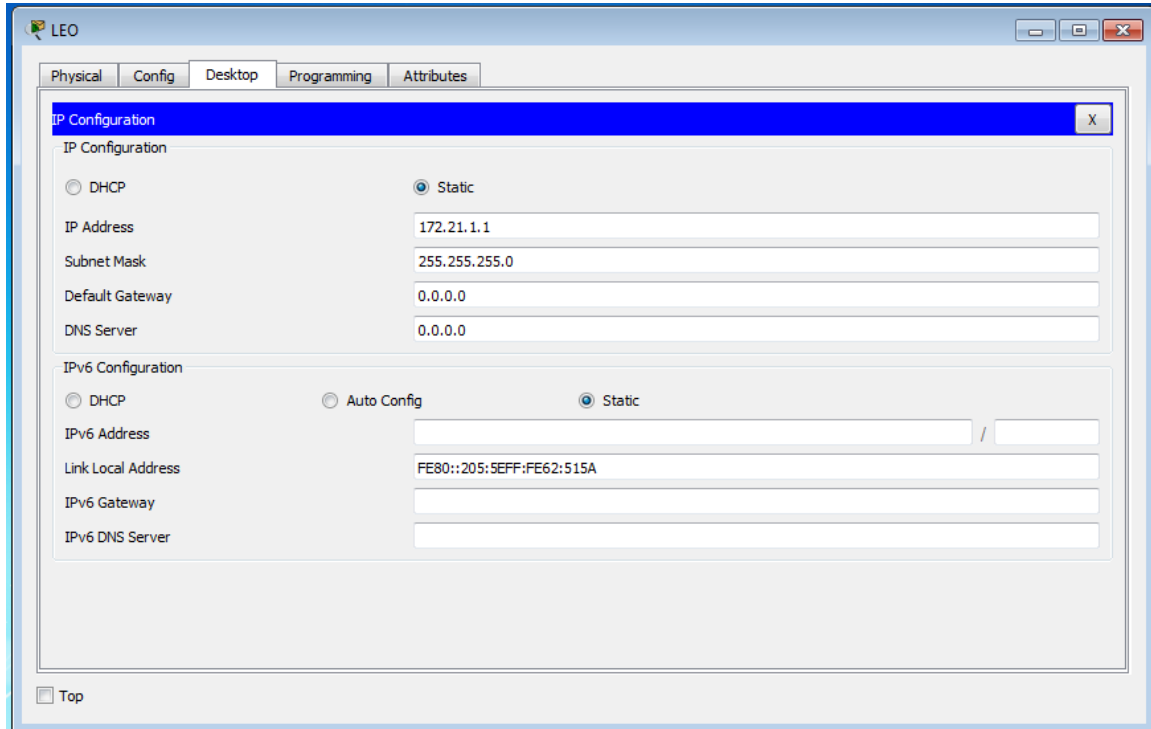 LEO
Physical Config Desktop Programming Attributes
IP Configuration X
IP Configuration
DHCP Static
IP Address 172.21.1.1
Subnet Mask 255.255.255.0
Default Gateway 0.0.0.0
DNS Server 0.0.0.0
IPv6 Configuration
DHCP Auto Config Static
IPv6 Address /
Link Local Address FE80::205:5EFF:FE62:515A
IPv6 Gateway
IPv6 DNS Server
Top